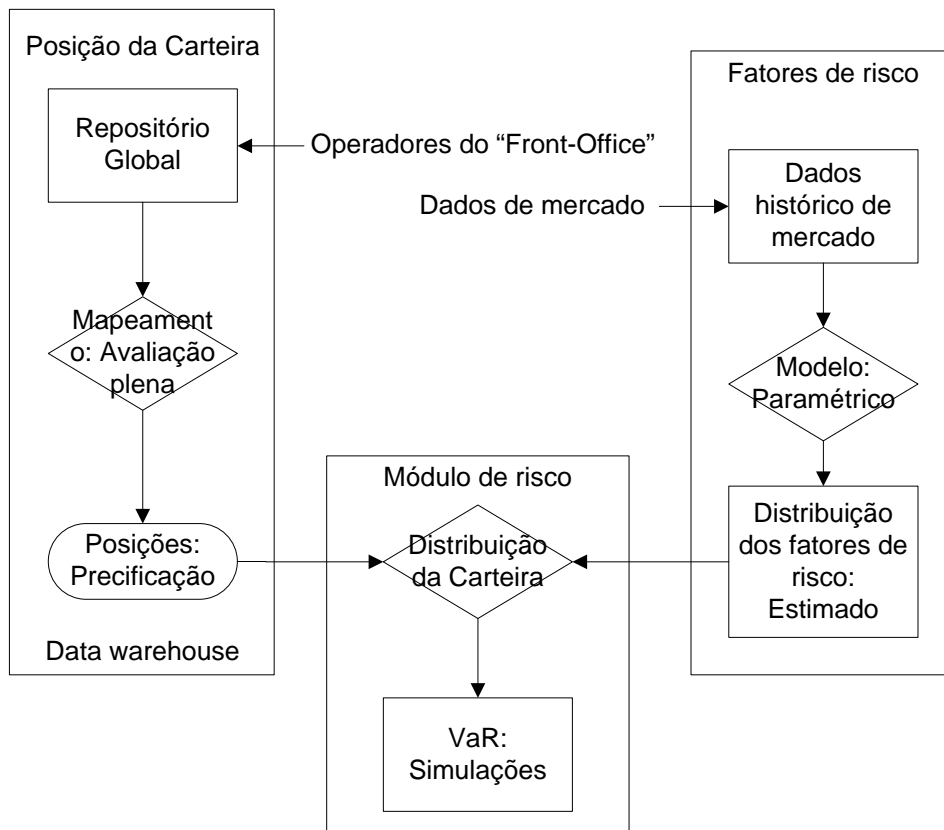 Posição da Carteira
Repositório
Global
Operadores do “Front-Office”
Mapeament
o: Avaliação
plena
Posições:
Precificação
Data warehouse
Fatores de risco
Dados de mercado
Dados
histórico de
mercado
Modelo:
Paramétrico
Distribuição
dos fatores de
risco:
Estimado
Módulo de risco
Distribuição
da Carteira
VaR:
Simulações